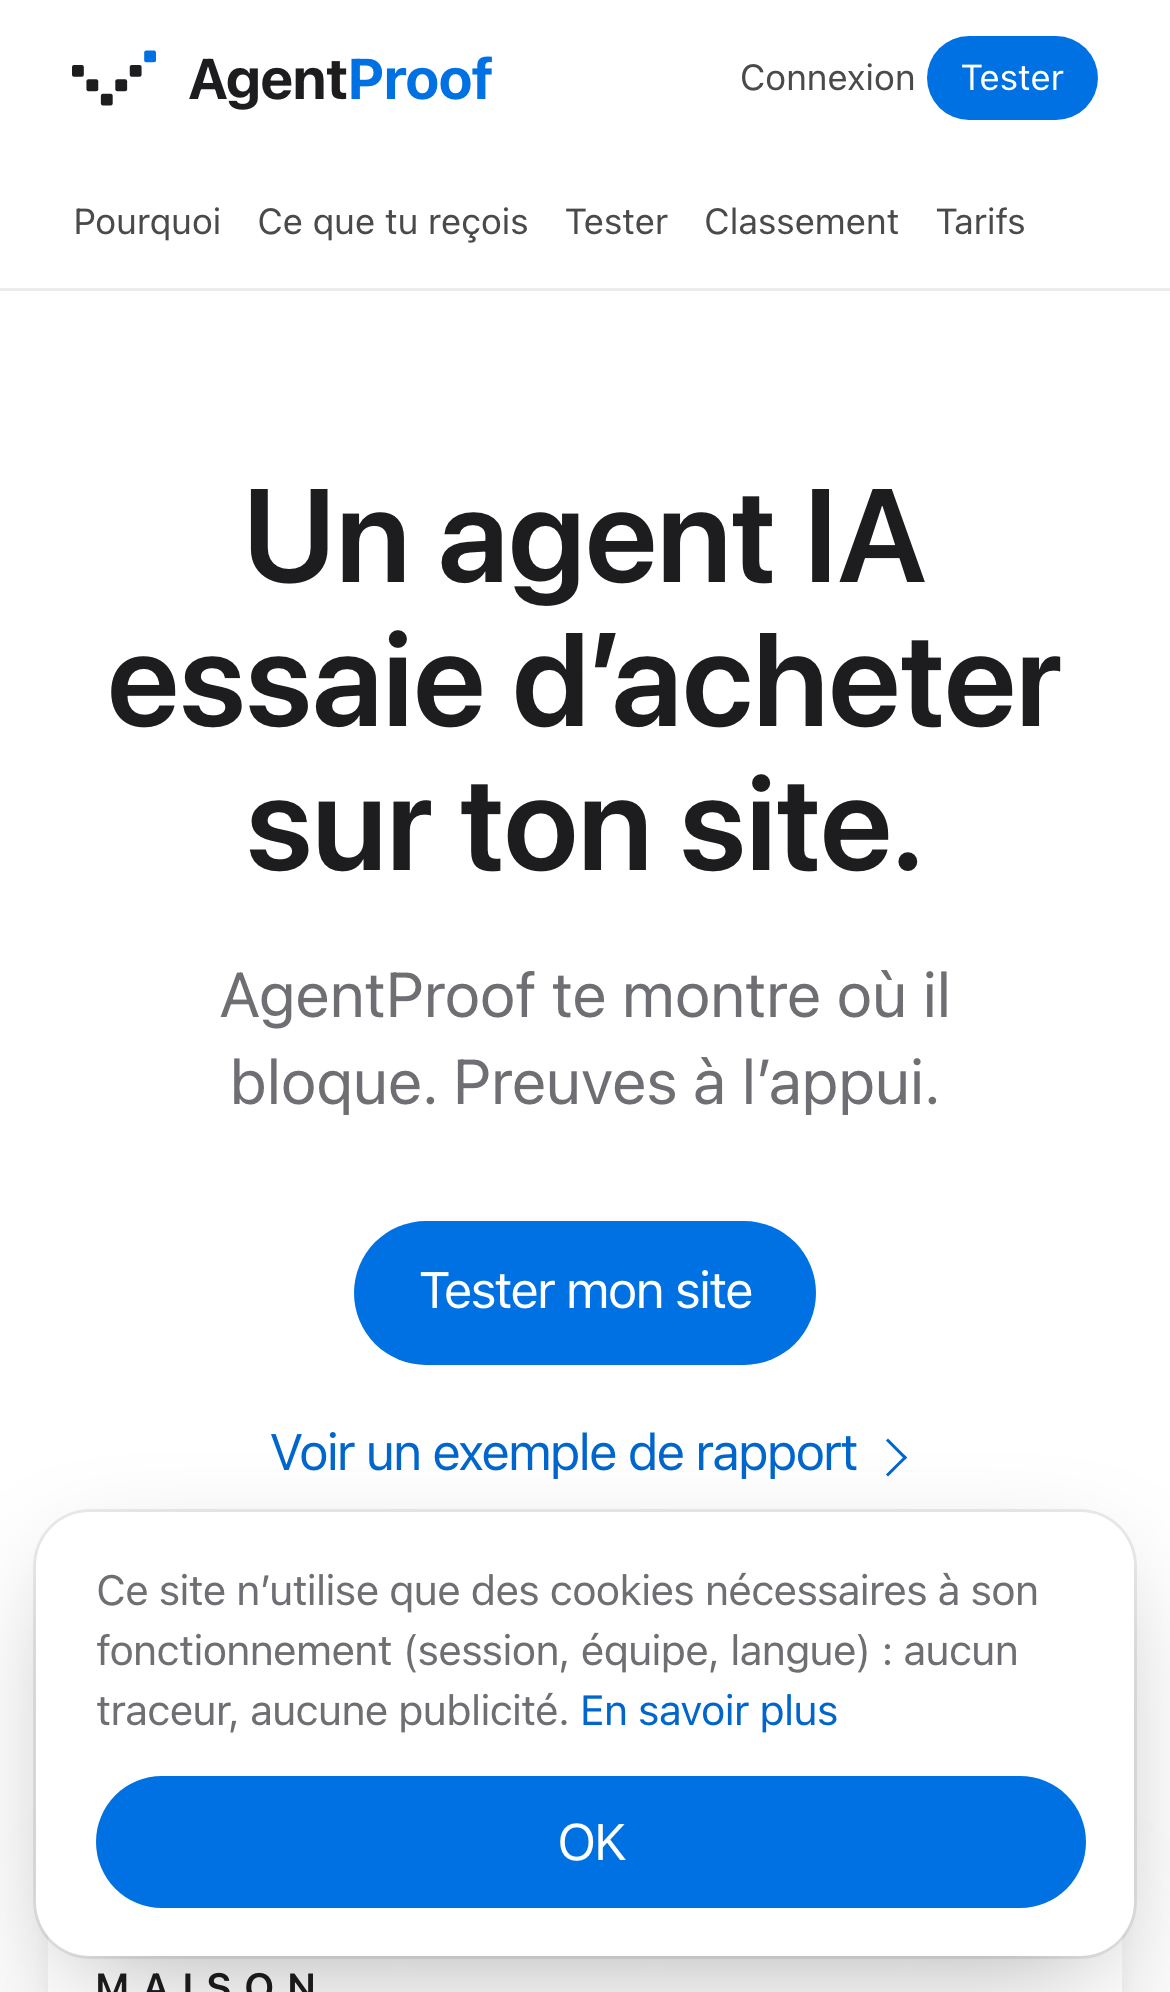 AgentProof
Connexion
Tester
Pourquoi Ce que tu reçois Tester Classement Tarifs
Un agent IA
essaie d’acheter
sur ton site.
AgentProof te montre où il
bloque. Preuves à l’appui.
Tester mon site
Voir un exemple de rapport
Ce site n’utilise que des cookies nécessaires à son
fonctionnement (session, équipe, langue) : aucun
traceur, aucune publicité. En savoir plus
OK
MAISON